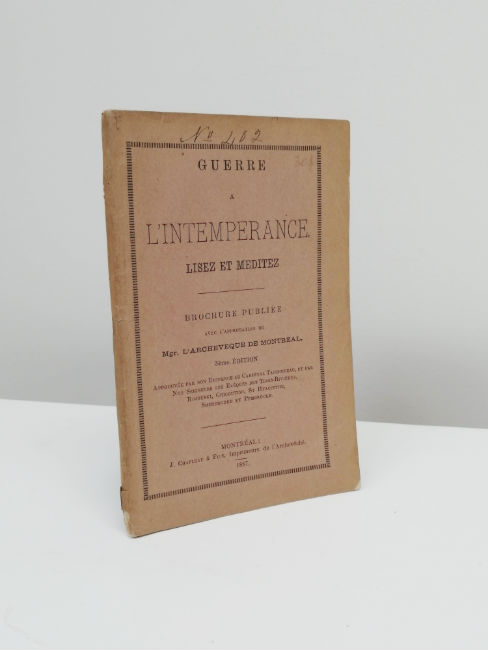 No 402
GUERRE
A
L'INTEMPERANCE.
LISEZ ET MEDITEZ
BROCHURE PUBLIÉE
AVEC L'APPROBATION DE
Mgr. L'ARCHEVEQUE DE MONTREAL.
ÉDITION
APPROUVÉE PAR SON EMINENCE LE CARDINAL TASCHEREAU, ET PAR
NOS SEIGNEURS LES EVÊQUES DES TROIS-RIVIÈRES,
RIMOUSKI, CHICOUTIMI, ST HYACINTHE,
SHERBROOKE ET PEMBROKE.
MONTRÉAL :
J. CHAPLEAU & FILS, Imprimeurs de l'Archevêché.
1887.